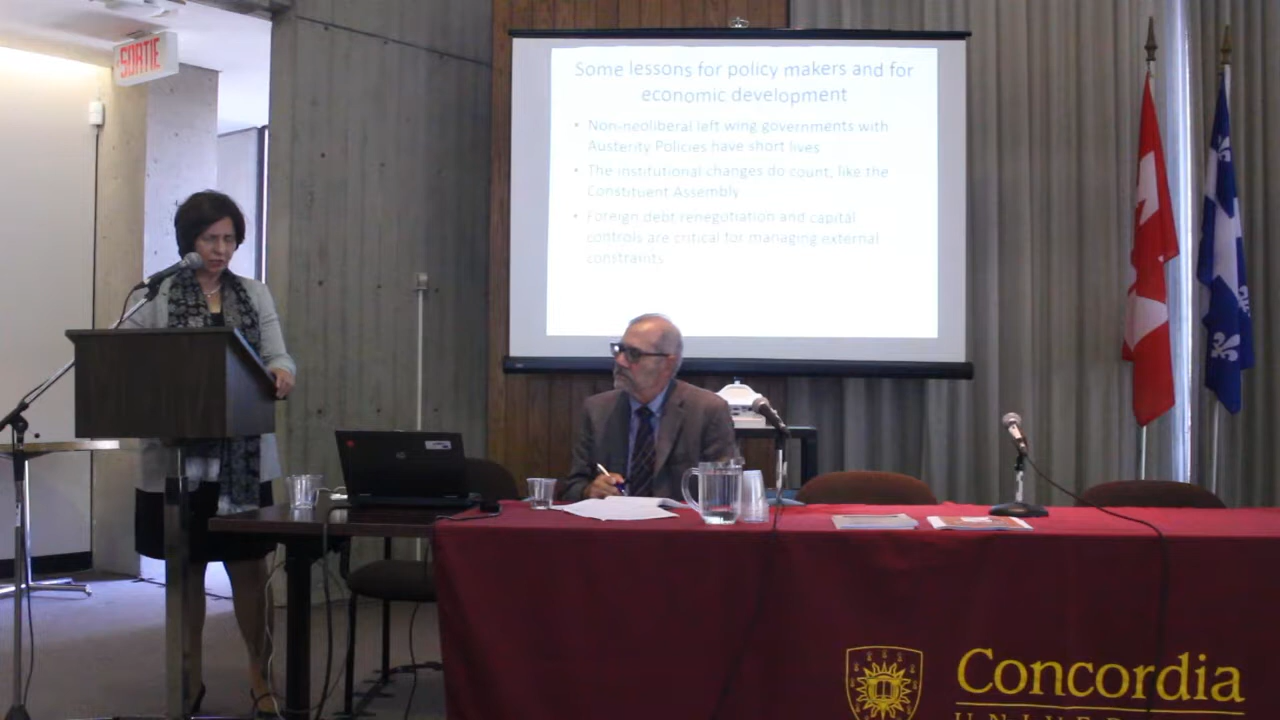 SORTIE
Some lessons for policy makers and for
economic development
• Non-neoliberal left wing governments with
Austerity Policies have short lives
• The institutional changes do count, like the
Constituent Assembly....
• Foreign debt renegotiation and capital
controls are critical for managing external
constraints
Concordia